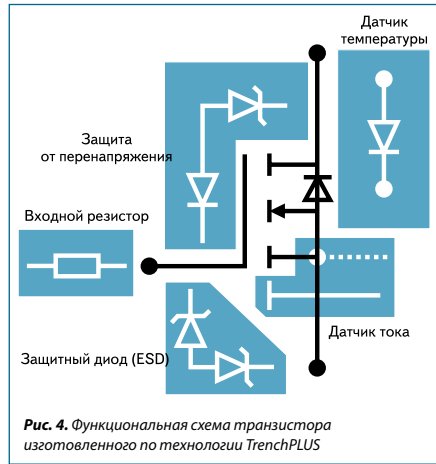 Датчик
температуры
Защита
от перенапряжения
Входной резистор
Датчик тока
Защитный диод (ESD)
Рис. 4. Функциональная схема транзистора
изготовленного по технологии TrenchPLUS